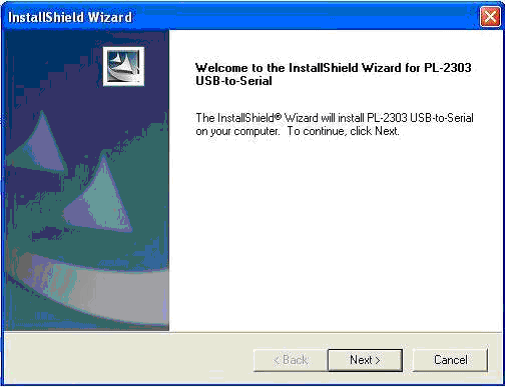 InstallShield Wizard
Welcome to the InstallShield Wizard for PL-2303
USB-to-Serial
The InstallShield® Wizard will install PL-2303 USB-to-Serial
on your computer. To continue, click Next.
< Back
Next >
Cancel